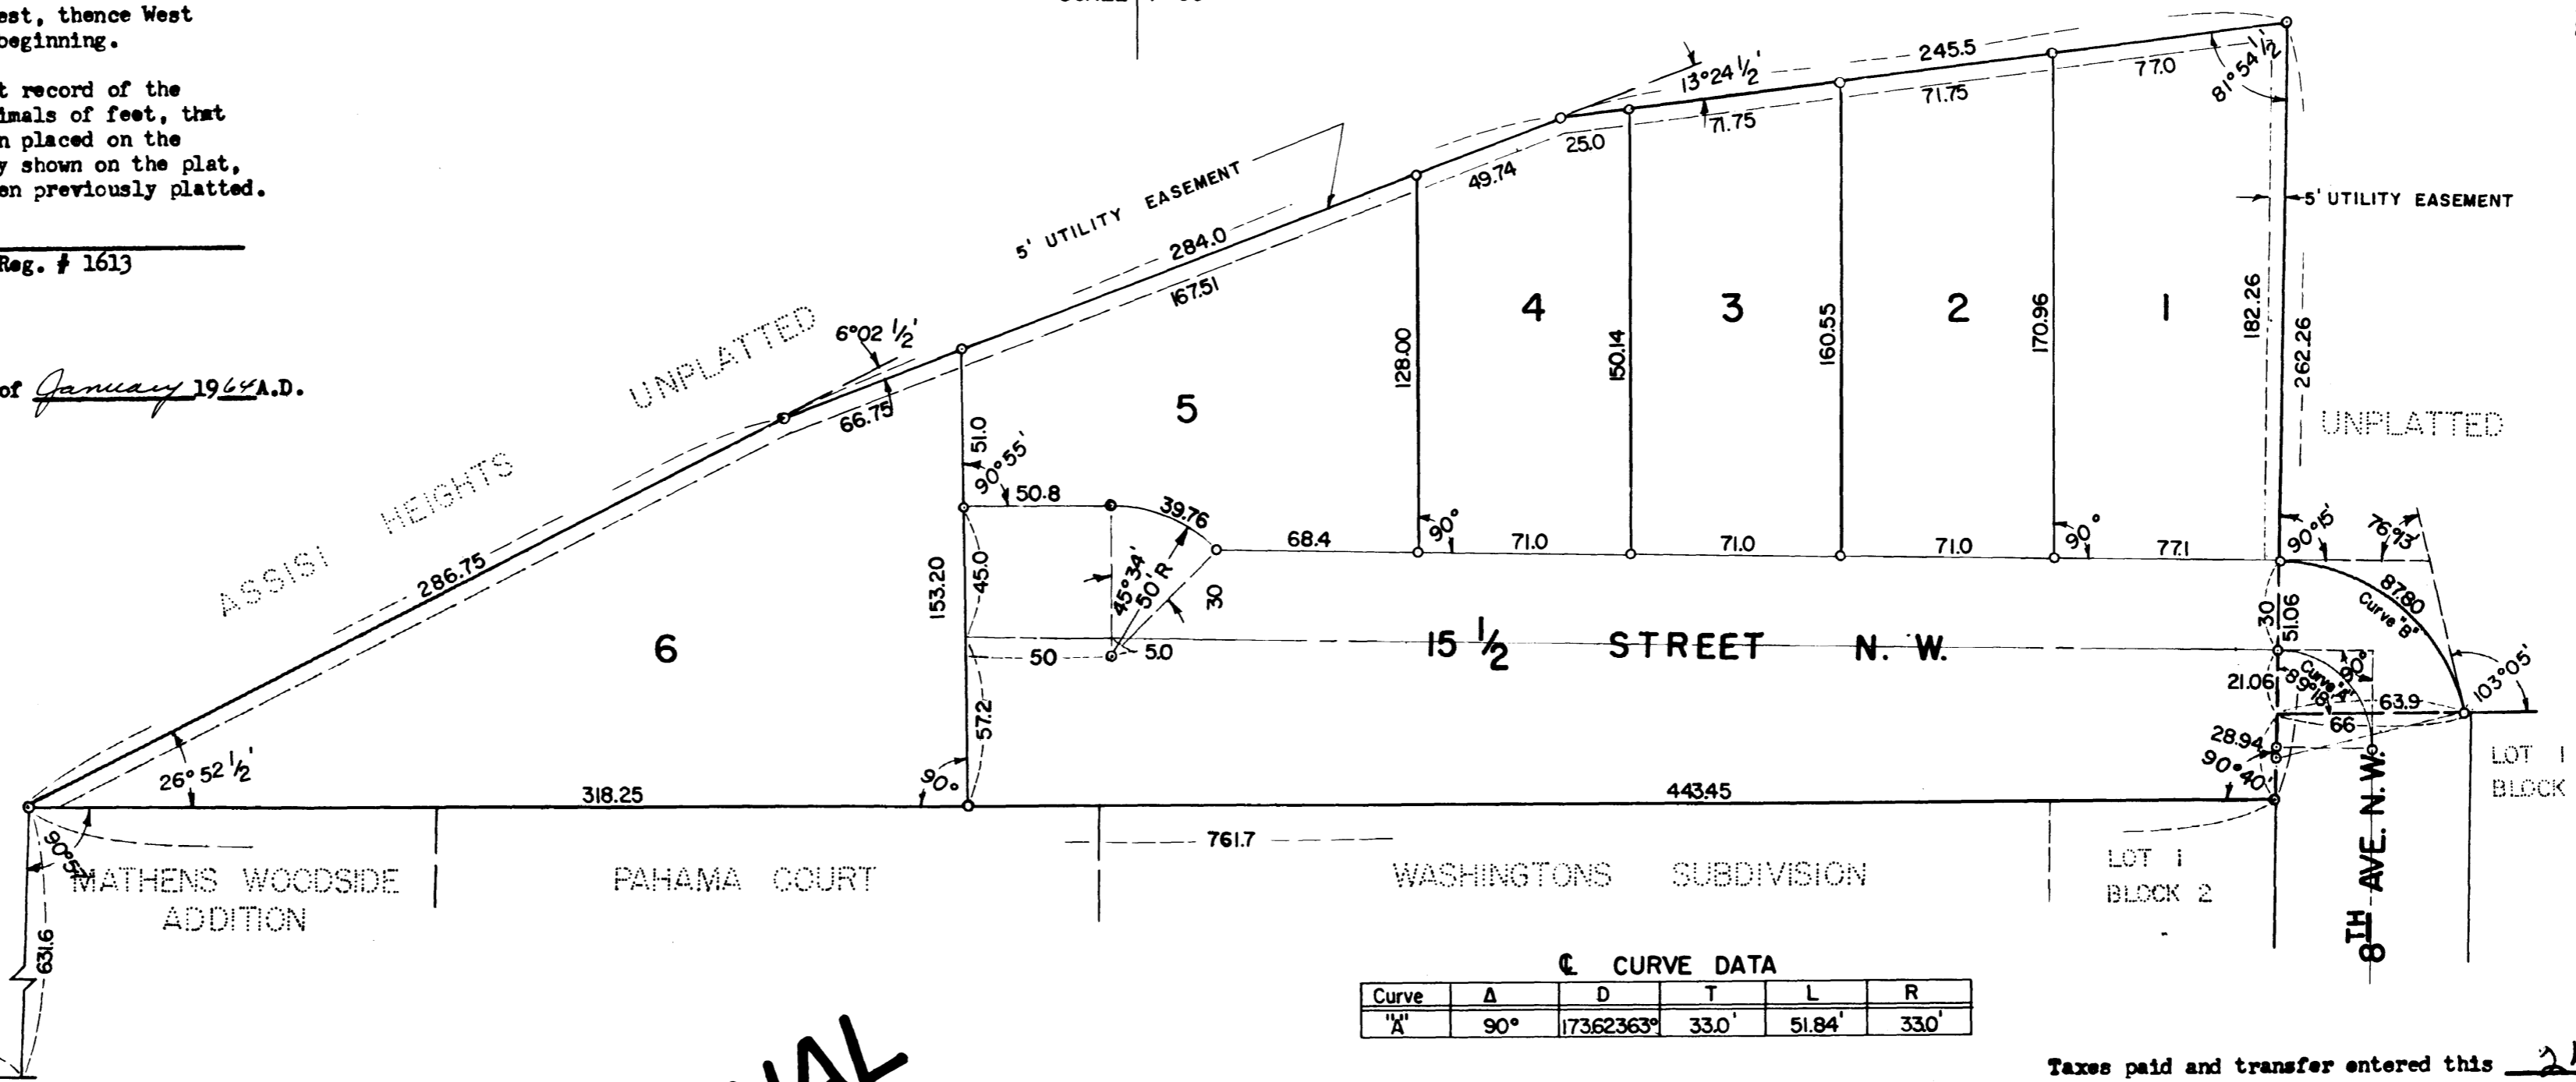 est, thence West
beginning.
t record of the
imals of feet, that
n placed on the
y shown on the plat,
en previously platted.
Reg. # 1613
of January 1964 A.D.
245.5
13°24 1/2'
77.0
81°54 1/2'
71.75
71.75
25.0
49.74
5' UTILITY EASEMENT
5' UTILITY EASEMENT
284.0
167.51
UNPLATTED
6°02 1/2'
66.75
4
3
2
1
5
128.00
150.14
160.55
170.96
182.26
262.26
UNPLATTED
51.0
90°55'
50.8
39.76
68.4
90°
71.0
71.0
71.0
90°
77.1
90°15'
76°13'
ASSISI HEIGHTS
286.75
153.20
45.0
45°34'
50' R
30
87.80
Curve "B"
30
51.06
6
50
5.0
15 1/2 STREET N. W.
90°
Curve "A"
89°18'
21.06
63.9
66
103°05'
57.2
28.94
90°40'
26°52 1/2'
90°
318.25
443.45
LOT 1
BLOCK
90°57'
761.7
MATHENS WOODSIDE
ADDITION
PAHAMA COURT
WASHINGTONS SUBDIVISION
LOT 1
BLOCK 2
8TH AVE. N. W.
631.6
℄ CURVE DATA
Curve Δ D T L R
"A" 90° 173.62363° 33.0' 51.84' 33.0'
Taxes paid and transfer entered this